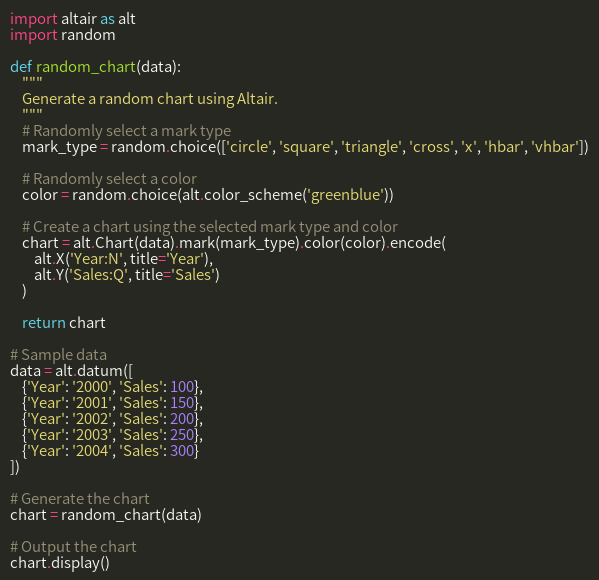 import altair as alt
import random

def random_chart(data):
    """
    Generate a random chart using Altair.
    """
    # Randomly select a mark type
    mark_type = random.choice(['circle', 'square', 'triangle', 'cross', 'x', 'hbar', 'vhbar'])

    # Randomly select a color
    color = random.choice(alt.color_scheme('greenblue'))

    # Create a chart using the selected mark type and color
    chart = alt.Chart(data).mark(mark_type).color(color).encode(
        alt.X('Year:N', title='Year'),
        alt.Y('Sales:Q', title='Sales')
    )

    return chart

# Sample data
data = alt.datum([
    {'Year': '2000', 'Sales': 100},
    {'Year': '2001', 'Sales': 150},
    {'Year': '2002', 'Sales': 200},
    {'Year': '2003', 'Sales': 250},
    {'Year': '2004', 'Sales': 300}
])

# Generate the chart
chart = random_chart(data)

# Output the chart
chart.display()